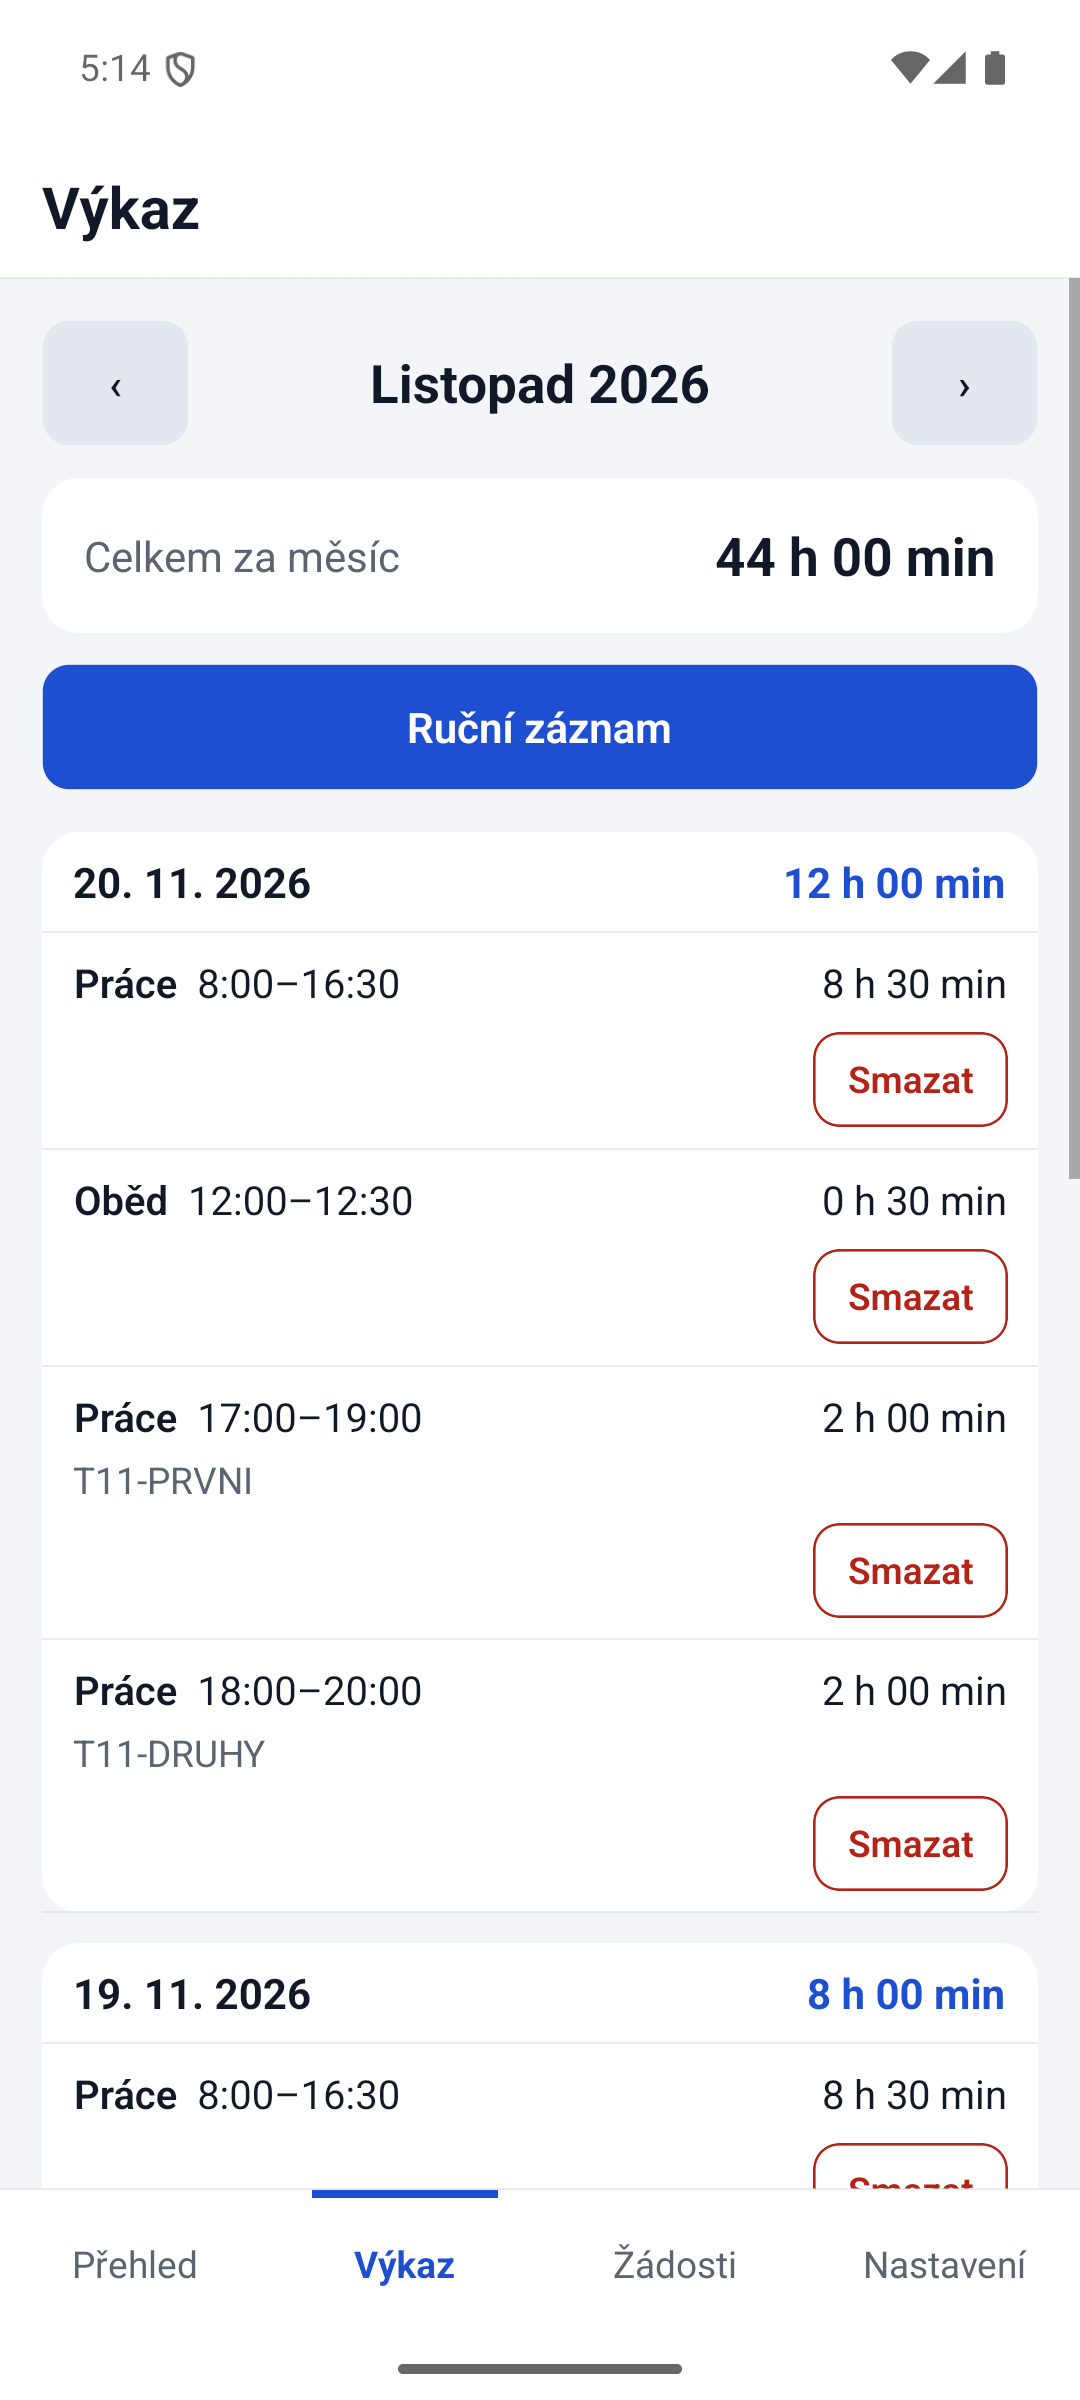 5:14
Výkaz
‹ Listopad 2026 ›
Celkem za měsíc 44 h 00 min
Ruční záznam
20. 11. 2026 12 h 00 min
Práce 8:00–16:30 8 h 30 min
Smazat
Oběd 12:00–12:30 0 h 30 min
Smazat
Práce 17:00–19:00 2 h 00 min
T11-PRVNI
Smazat
Práce 18:00–20:00 2 h 00 min
T11-DRUHY
Smazat
19. 11. 2026 8 h 00 min
Práce 8:00–16:30 8 h 30 min
Smazat
Přehled Výkaz Žádosti Nastavení